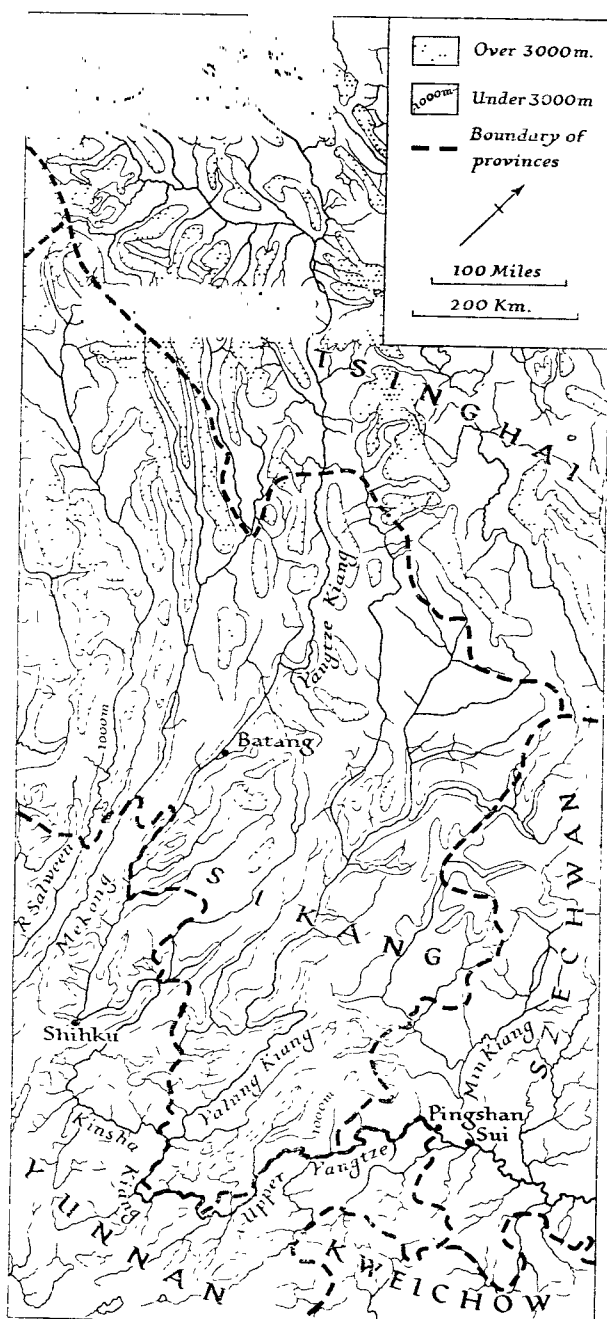 Over 3000m.
1000m
Under 3000m
Boundary of
provinces
100 Miles
200 Km.
TSINGHAI
Yangtze Kiang
1000m
Batang
SIKANG
SZECHWAN
R Salween
Mekong
Shihku
Min Kiang
Yalung Kiang
1000m
Kinsha
Kiang
Pingshan
Sui
Upper
Yangtze
YUNNAN
KWEICHOW